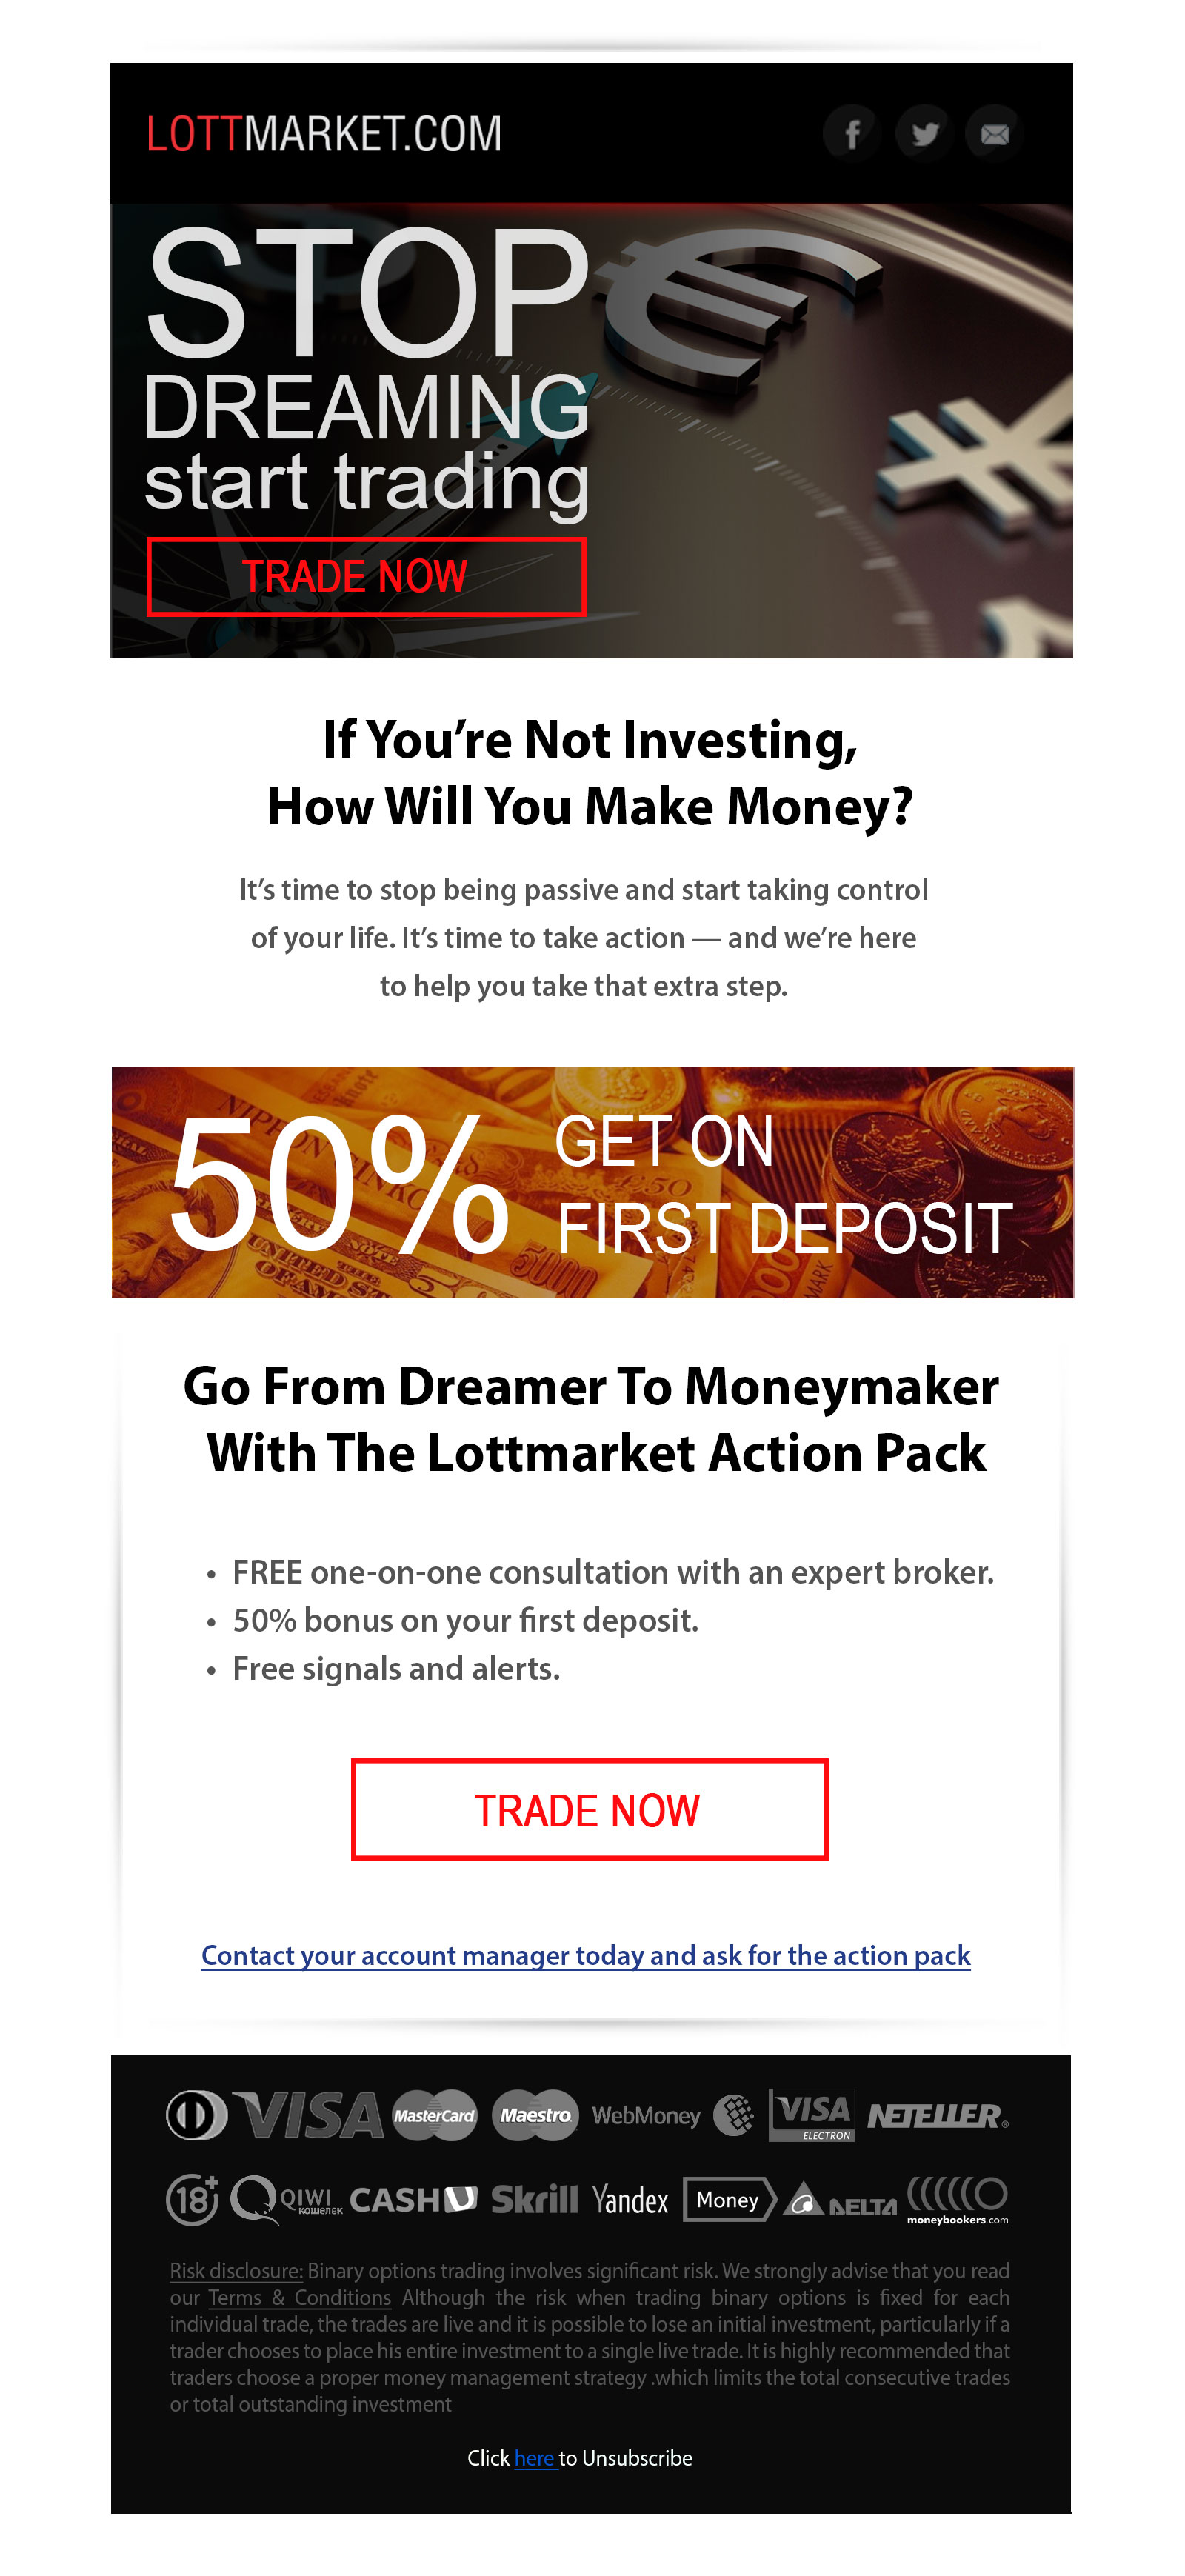 LOTTMARKET.COM
STOP
DREAMING
start trading
TRADE NOW
If You’re Not Investing,
How Will You Make Money?
It’s time to stop being passive and start taking control
of your life. It’s time to take action — and we’re here
to help you take that extra step.
50% GET ON
FIRST DEPOSIT
Go From Dreamer To Moneymaker
With The Lottmarket Action Pack
• FREE one-on-one consultation with an expert broker.
• 50% bonus on your first deposit.
• Free signals and alerts.
TRADE NOW
Contact your account manager today and ask for the action pack
VISA MasterCard Maestro WebMoney VISA ELECTRON NETELLER
18+ QIWI кошелек CASHU Skrill Yandex Money DELTA moneybookers.com
Risk disclosure: Binary options trading involves significant risk. We strongly advise that you read
our Terms & Conditions Although the risk when trading binary options is fixed for each
individual trade, the trades are live and it is possible to lose an initial investment, particularly if a
trader chooses to place his entire investment to a single live trade. It is highly recommended that
traders choose a proper money management strategy .which limits the total consecutive trades
or total outstanding investment
Click here to Unsubscribe